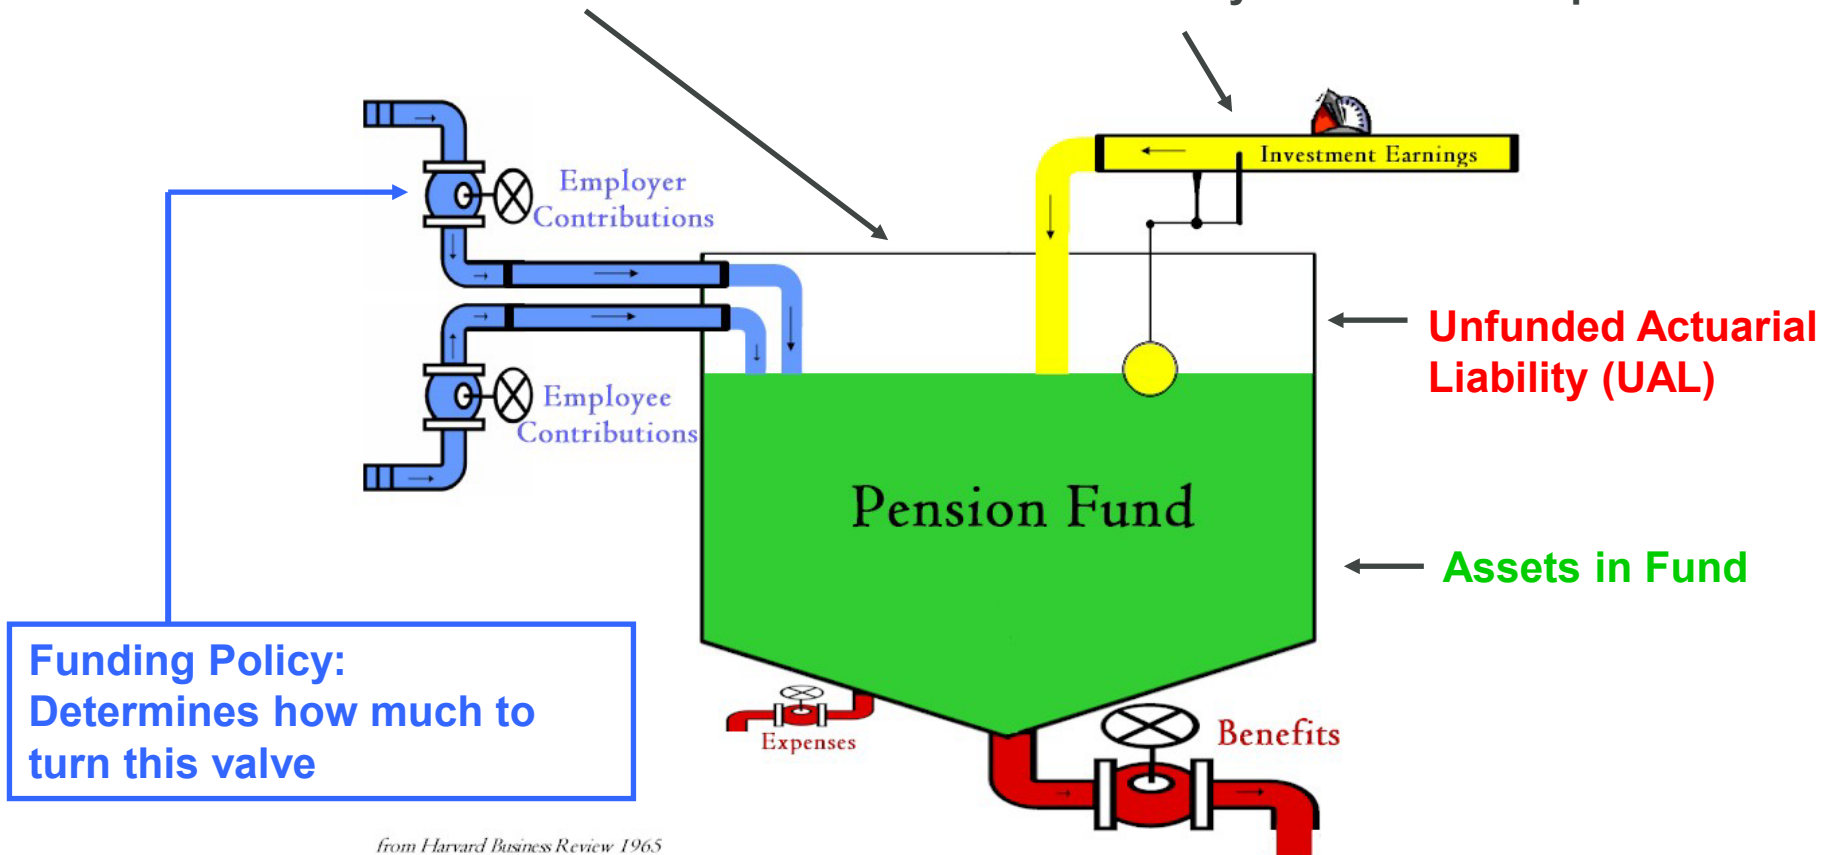 Investment Earnings
Employer
Contributions
Unfunded Actuarial
Liability (UAL)
Employee
Contributions
Pension Fund
Assets in Fund
Funding Policy:
Determines how much to
turn this valve
Expenses
Benefits
from Harvard Business Review 1965